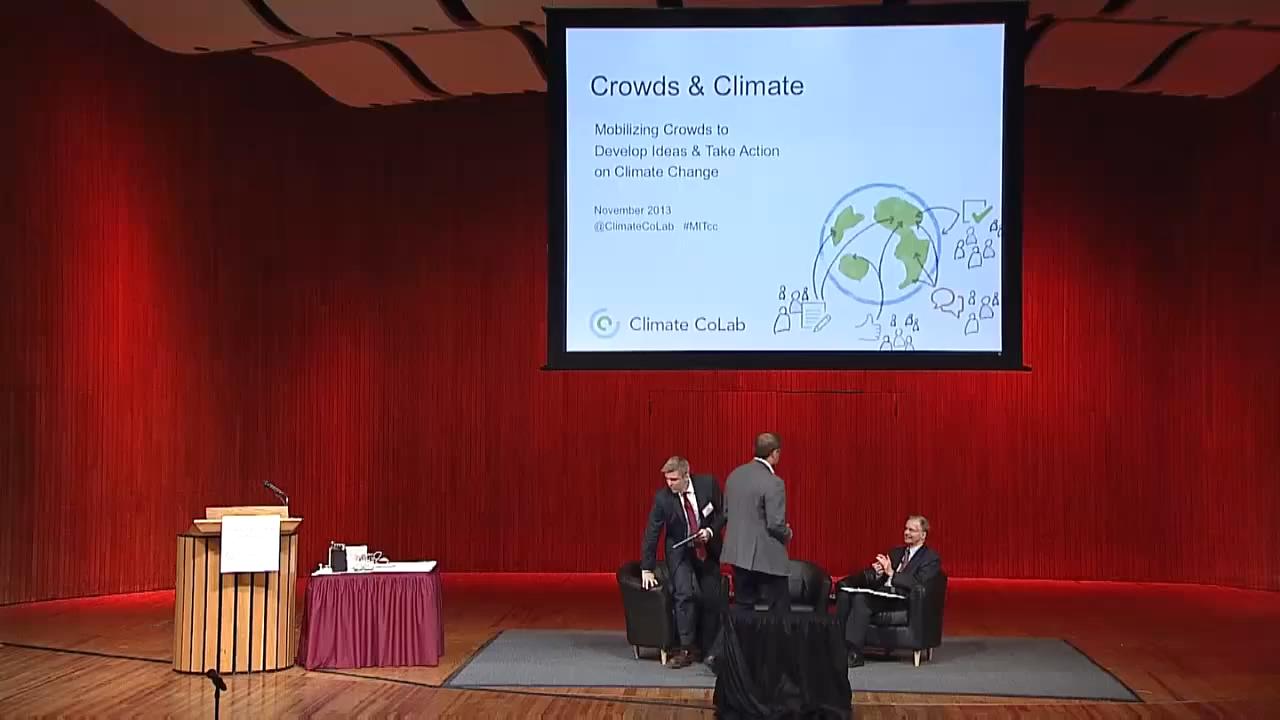 Crowds & Climate
Mobilizing Crowds to
Develop Ideas & Take Action
on Climate Change
November 2013
@ClimateCoLab #MITcc
Climate CoLab